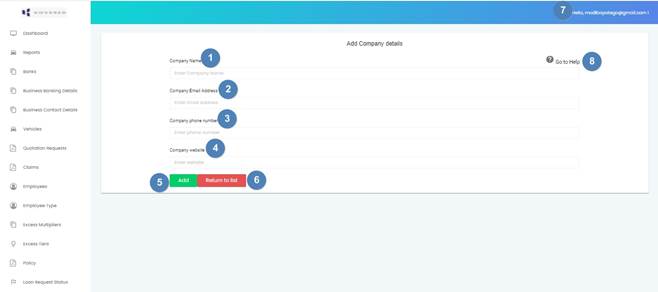 7
Hello, modiboyatago@gmail.com !
Dashboard
Reports
Banks
Business Banking Details
Business Contact Details
Vehicles
Quotation Requests
Claims
Employees
Employee Type
Excess Multipliers
Excess Tiers
Policy
Loan Request Status
Add Company details
Company Name 1
Go to Help 8
Enter Company Name
Company Email Address 2
Enter email address
Company phone number 3
Enter phone number
Company website 4
Enter website
5 Add Return to list 6